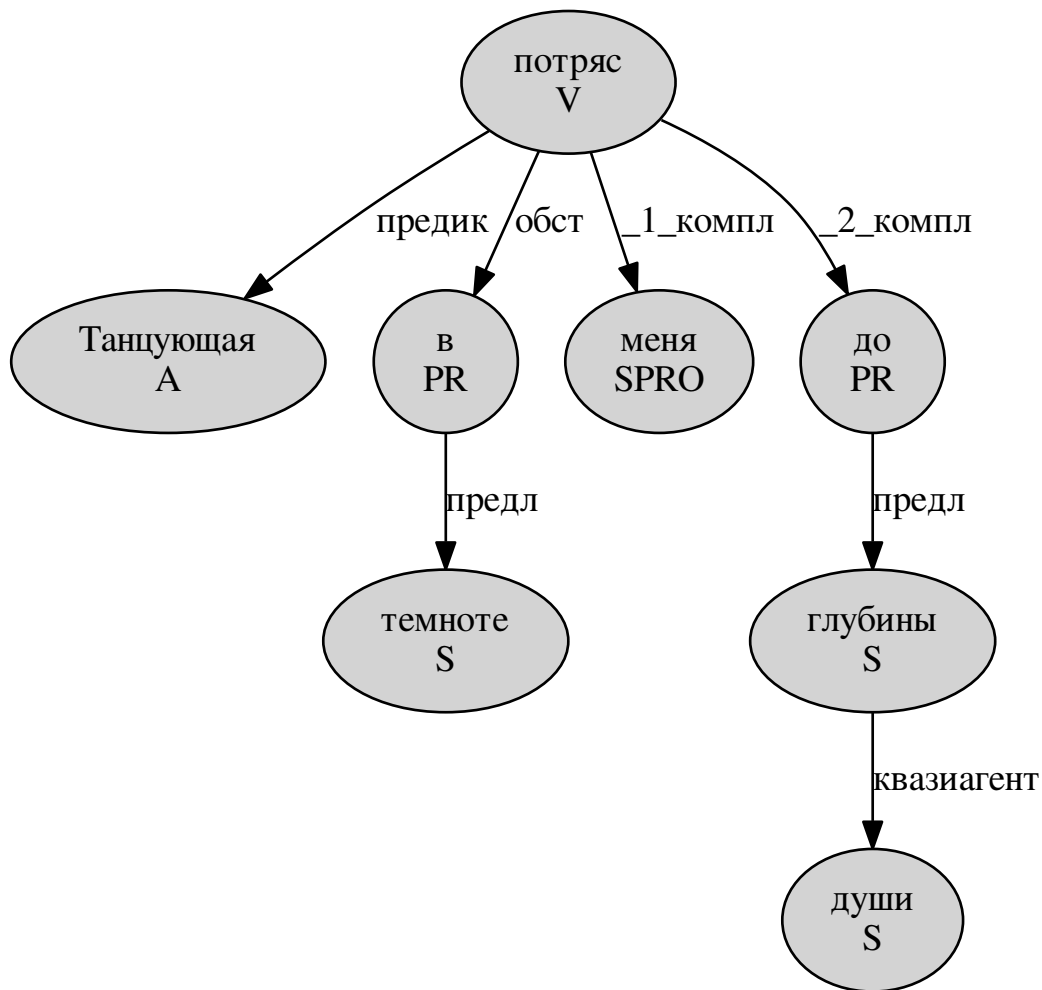 потряс
V
предик
обст
_1_компл
_2_компл
Танцующая
A
в
PR
меня
SPRO
до
PR
предл
предл
темноте
S
глубины
S
квазиагент
души
S